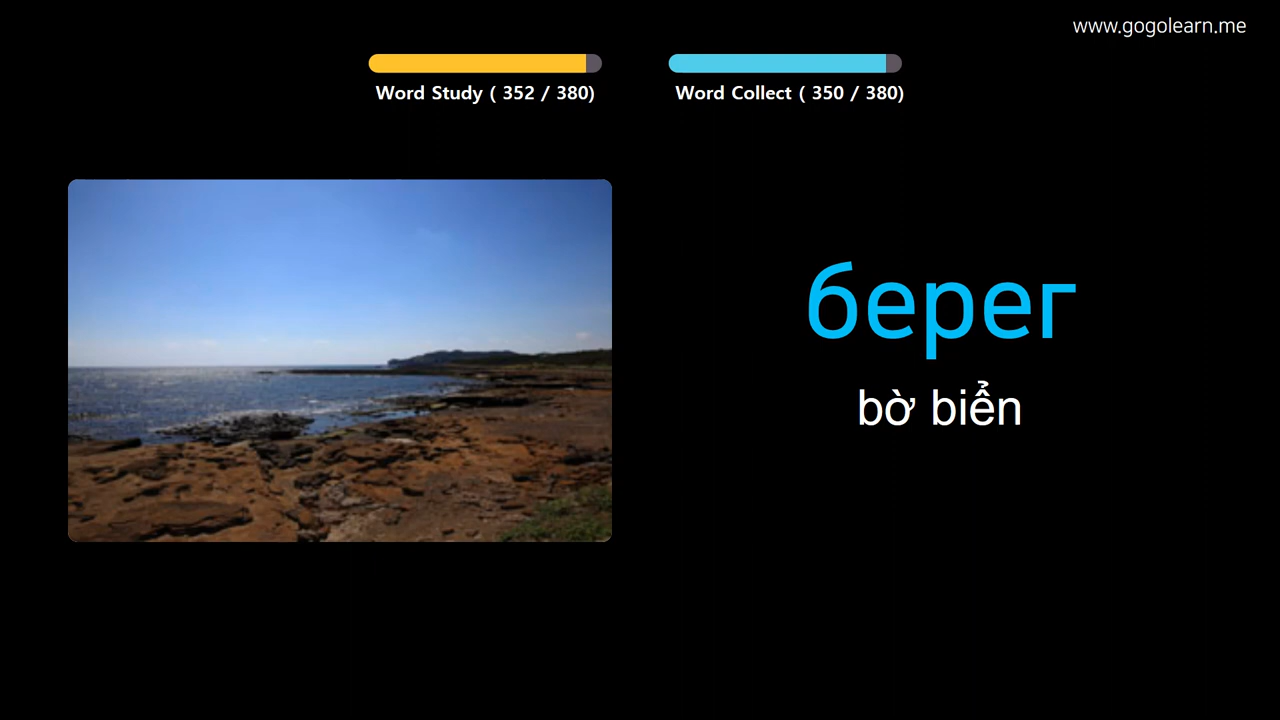 www.gogolearn.me
Word Study ( 352 / 380)
Word Collect ( 350 / 380)
берег
bờ biển